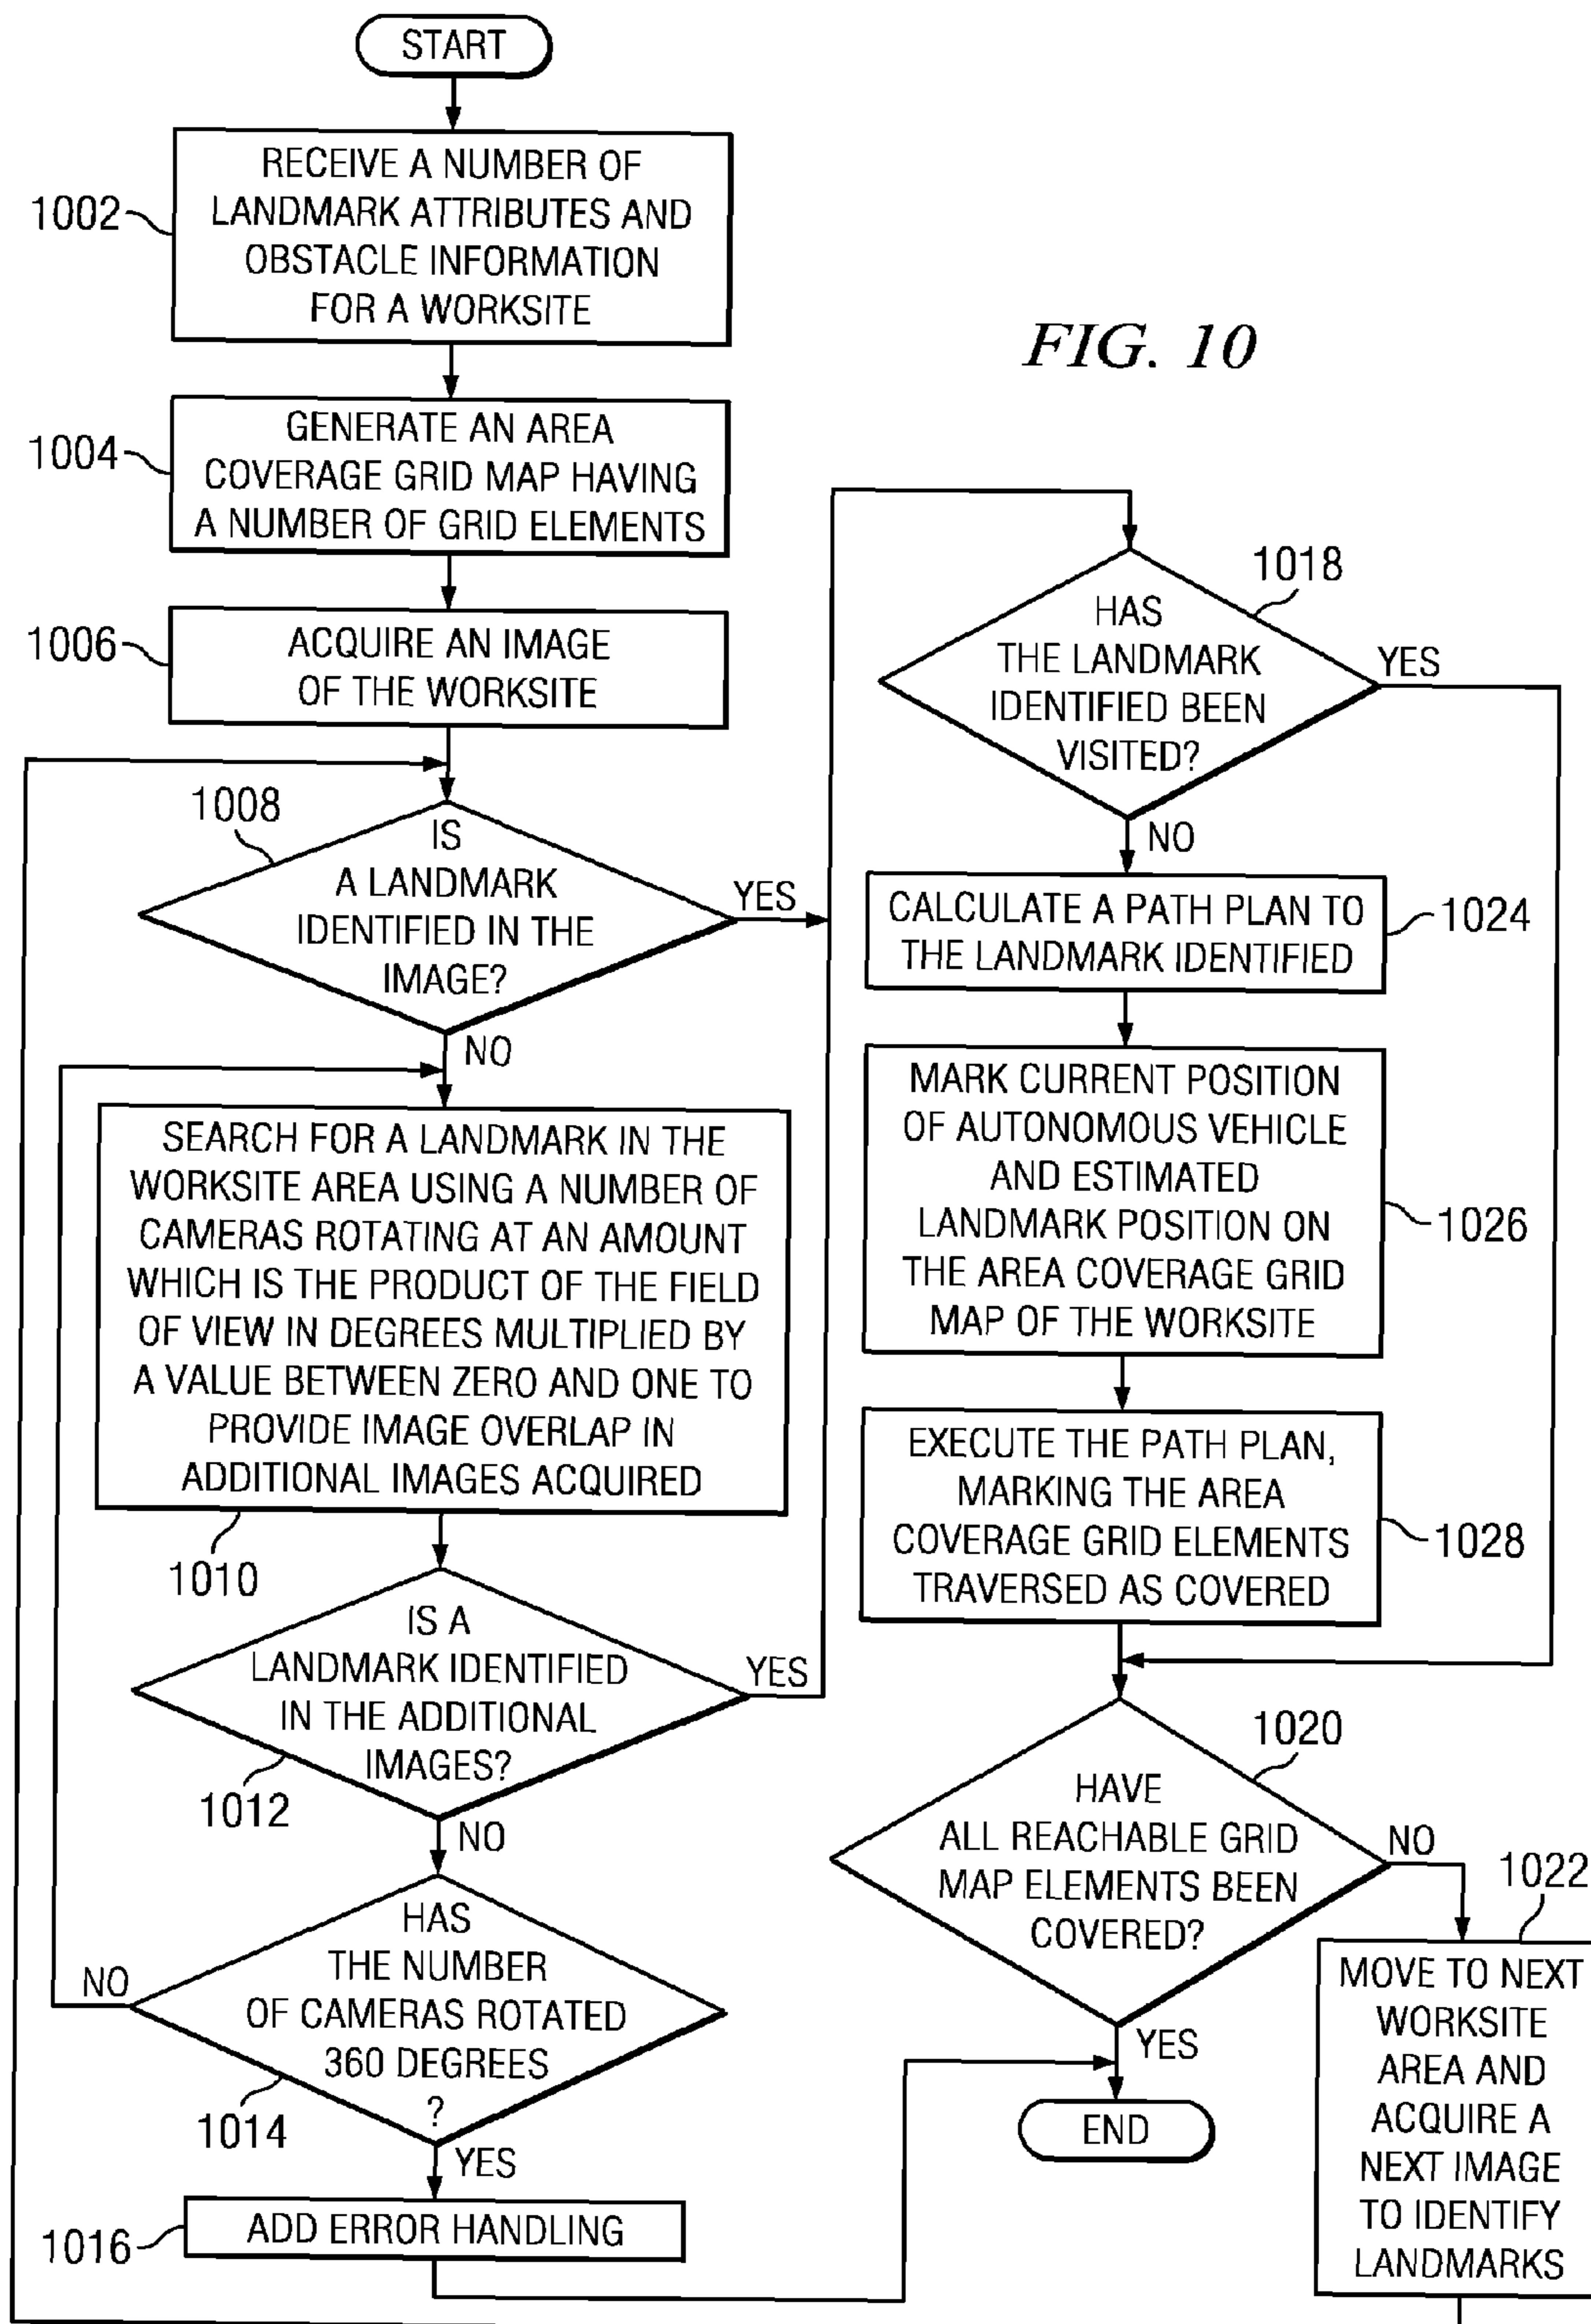 START
1002
RECEIVE A NUMBER OF
LANDMARK ATTRIBUTES AND
OBSTACLE INFORMATION
FOR A WORKSITE
FIG. 10
1004
GENERATE AN AREA
COVERAGE GRID MAP HAVING
A NUMBER OF GRID ELEMENTS
1006
ACQUIRE AN IMAGE
OF THE WORKSITE
1008
IS
A LANDMARK
IDENTIFIED IN THE
IMAGE?
YES
NO
SEARCH FOR A LANDMARK IN THE
WORKSITE AREA USING A NUMBER OF
CAMERAS ROTATING AT AN AMOUNT
WHICH IS THE PRODUCT OF THE FIELD
OF VIEW IN DEGREES MULTIPLIED BY
A VALUE BETWEEN ZERO AND ONE TO
PROVIDE IMAGE OVERLAP IN
ADDITIONAL IMAGES ACQUIRED
1010
IS A
LANDMARK IDENTIFIED
IN THE ADDITIONAL
IMAGES?
YES
1012
NO
HAS
THE NUMBER
OF CAMERAS ROTATED
360 DEGREES
?
NO
1014
YES
1016
ADD ERROR HANDLING
1018
HAS
THE LANDMARK
IDENTIFIED BEEN
VISITED?
YES
NO
CALCULATE A PATH PLAN TO
THE LANDMARK IDENTIFIED
1024
MARK CURRENT POSITION
OF AUTONOMOUS VEHICLE
AND ESTIMATED
LANDMARK POSITION ON
THE AREA COVERAGE GRID
MAP OF THE WORKSITE
1026
EXECUTE THE PATH PLAN,
MARKING THE AREA
COVERAGE GRID ELEMENTS
TRAVERSED AS COVERED
1028
1020
HAVE
ALL REACHABLE GRID
MAP ELEMENTS BEEN
COVERED?
NO
YES
END
1022
MOVE TO NEXT
WORKSITE
AREA AND
ACQUIRE A
NEXT IMAGE
TO IDENTIFY
LANDMARKS